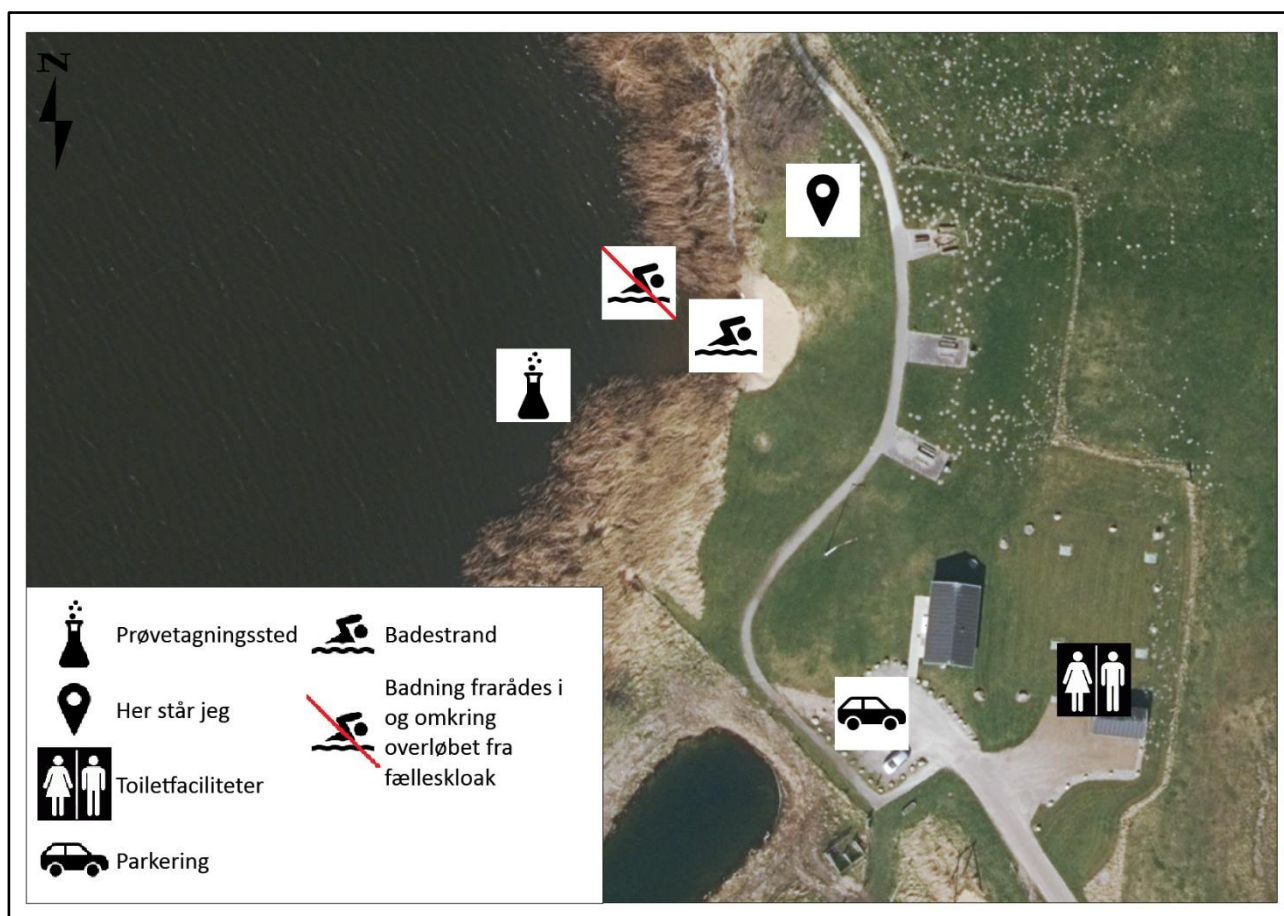 N
Prøvetagningssted
Her står jeg
Toiletfaciliteter
Parkering
Badestrand
Badning frarådes i
og omkring
overløbet fra
fælleskloak